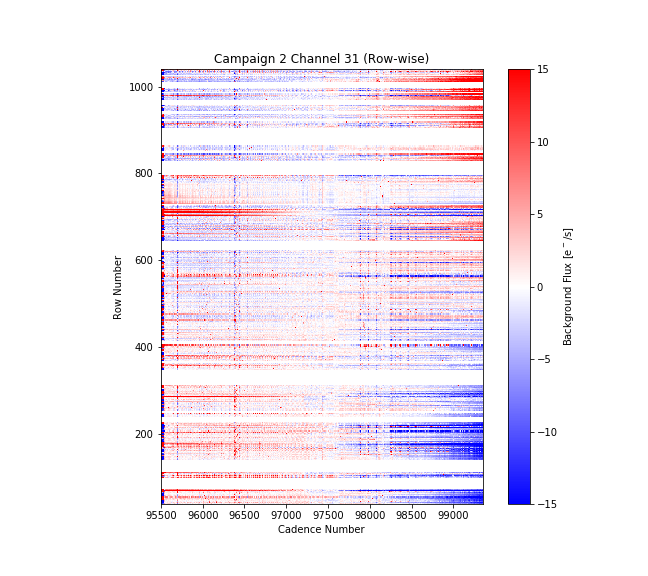 Campaign 2 Channel 31 (Row-wise)
1000
800
600
400
200
Row Number
95500 96000 96500 97000 97500 98000 98500 99000
Cadence Number
15
10
5
0
−5
−10
−15
Background Flux [e⁻/s]